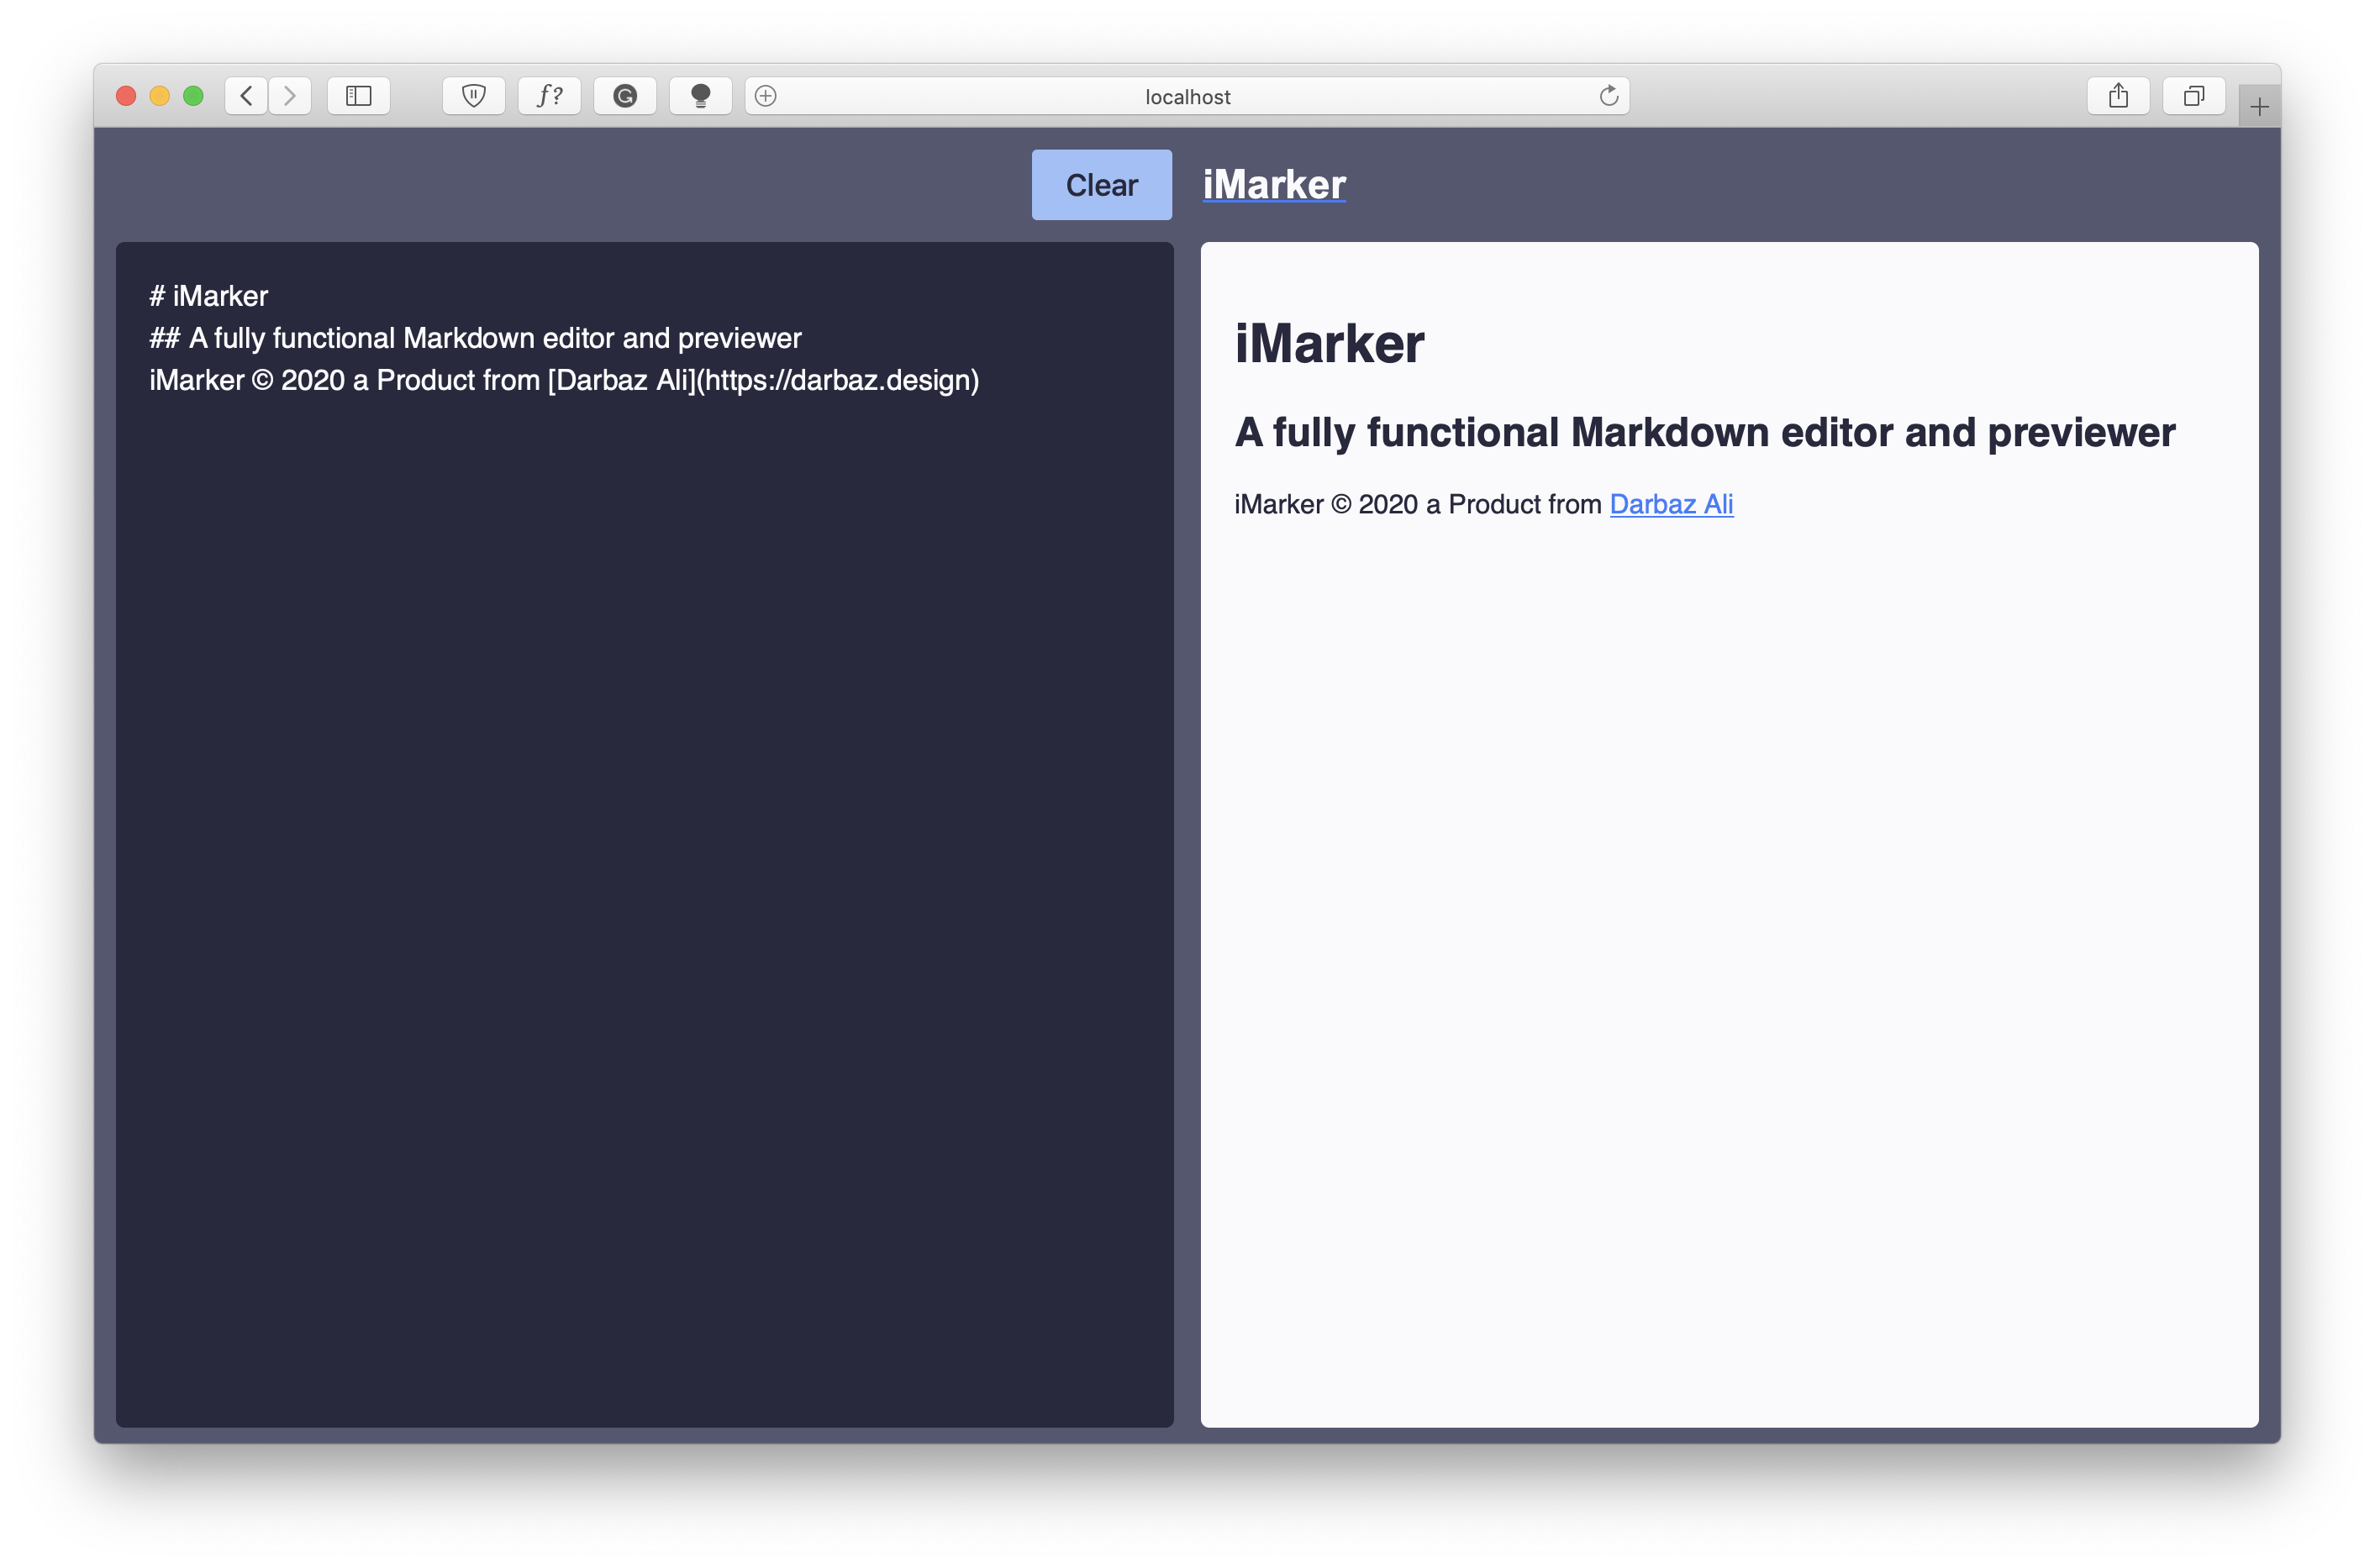 f?
localhost
Clear
iMarker
# iMarker
## A fully functional Markdown editor and previewer
iMarker © 2020 a Product from [Darbaz Ali](https://darbaz.design)
iMarker
A fully functional Markdown editor and previewer
iMarker © 2020 a Product from Darbaz Ali